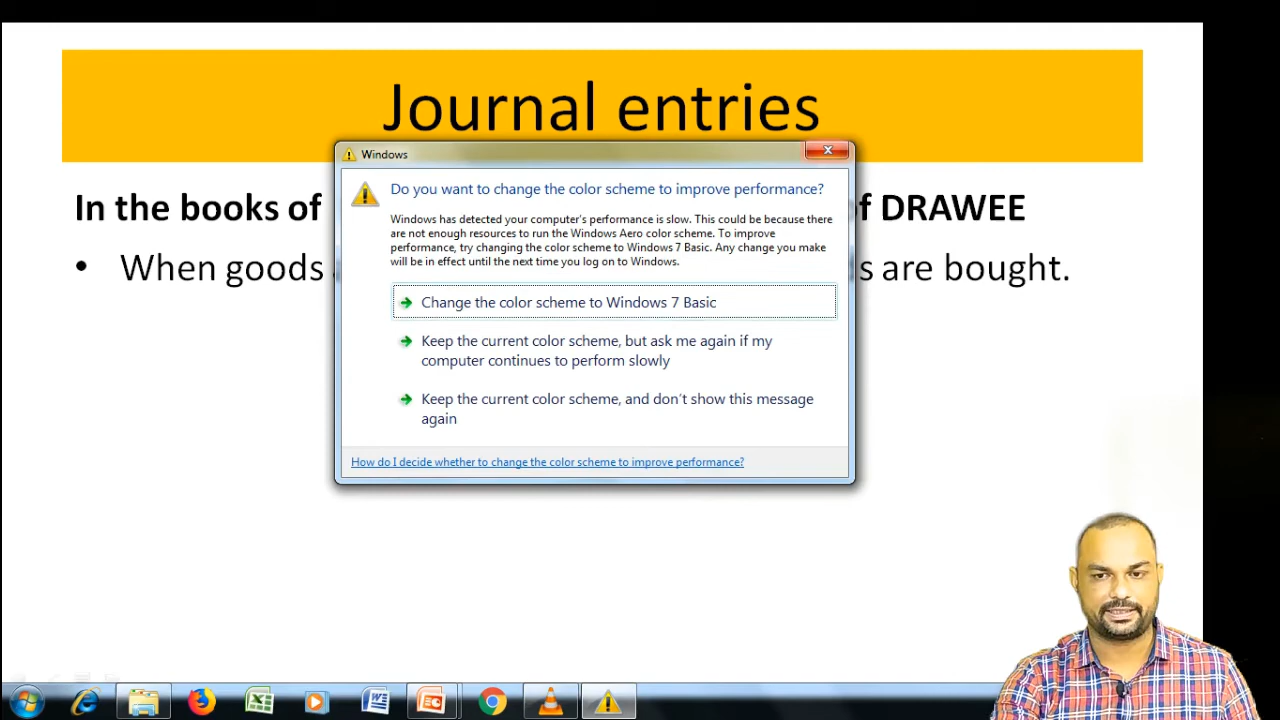 Journal entries
Windows
In the books of
of DRAWEE
Do you want to change the color scheme to improve performance?
Windows has detected your computer's performance is slow. This could be because there
are not enough resources to run the Windows Aero color scheme. To improve
performance, try changing the color scheme to Windows 7 Basic. Any change you make
will be in effect until the next time you log on to Windows.
• When goods
are bought.
Change the color scheme to Windows 7 Basic
Keep the current color scheme, but ask me again if my
computer continues to perform slowly
Keep the current color scheme, and don't show this message
again
How do I decide whether to change the color scheme to improve performance?